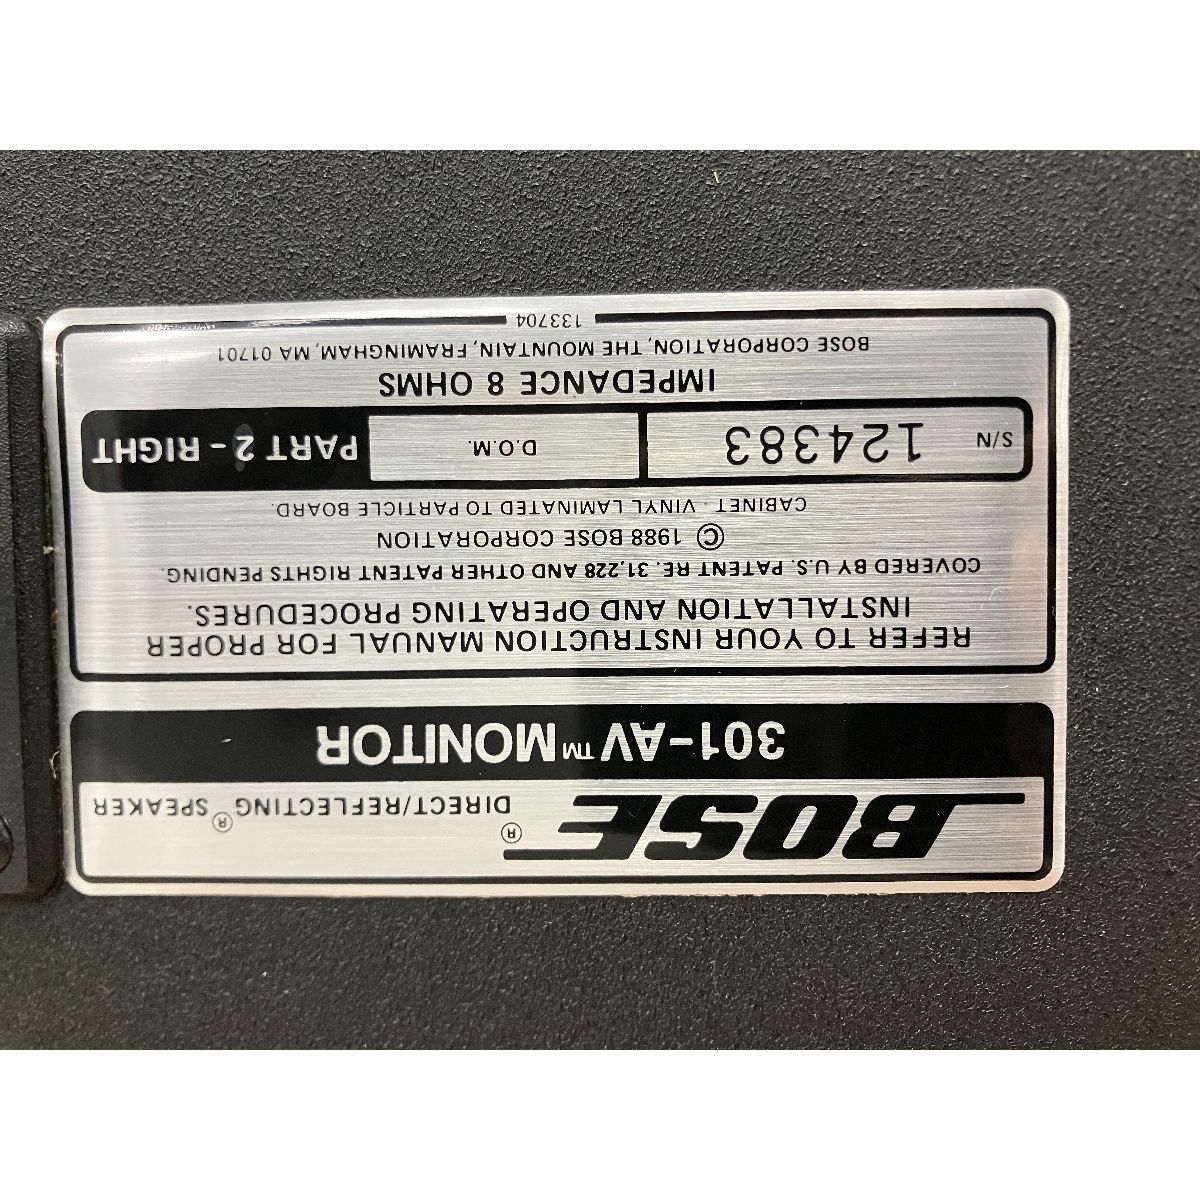 BOSE® DIRECT/REFLECTING® SPEAKER
301-AV™ MONITOR
REFER TO YOUR INSTRUCTION MANUAL FOR PROPER
INSTALLATION AND OPERATING PROCEDURES.
COVERED BY U.S. PATENT RE. 31,228 AND OTHER PATENT RIGHTS PENDING.
© 1988 BOSE CORPORATION
CABINET - VINYL LAMINATED TO PARTICLE BOARD.
S/N 124383 D.O.M. PART 2 - RIGHT
IMPEDANCE 8 OHMS
BOSE CORPORATION, THE MOUNTAIN, FRAMINGHAM, MA 01701
133704